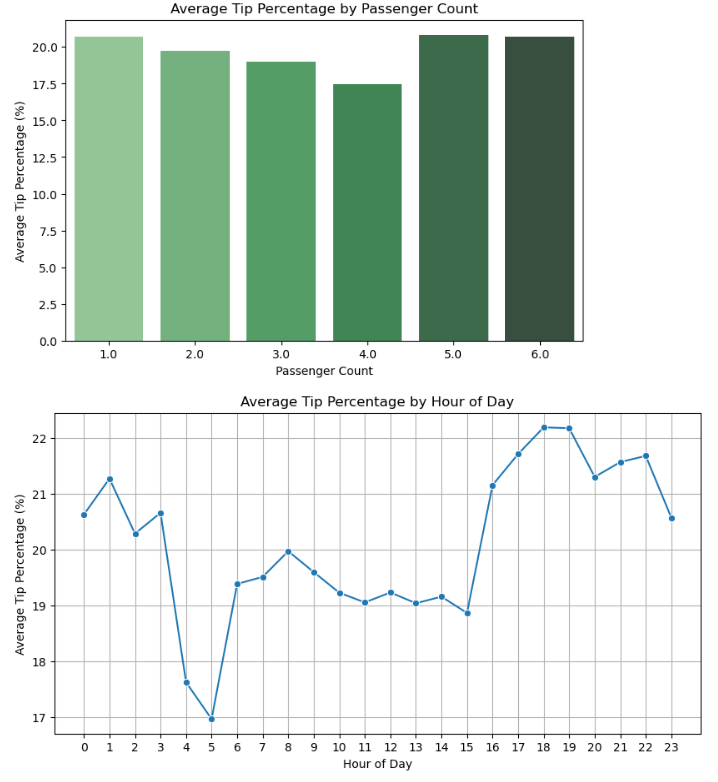 Average Tip Percentage by Passenger Count
Average Tip Percentage (%)
20.0
17.5
15.0
12.5
10.0
7.5
5.0
2.5
0.0
1.0 2.0 3.0 4.0 5.0 6.0
Passenger Count
Average Tip Percentage by Hour of Day
Average Tip Percentage (%)
22
21
20
19
18
17
0 1 2 3 4 5 6 7 8 9 10 11 12 13 14 15 16 17 18 19 20 21 22 23
Hour of Day